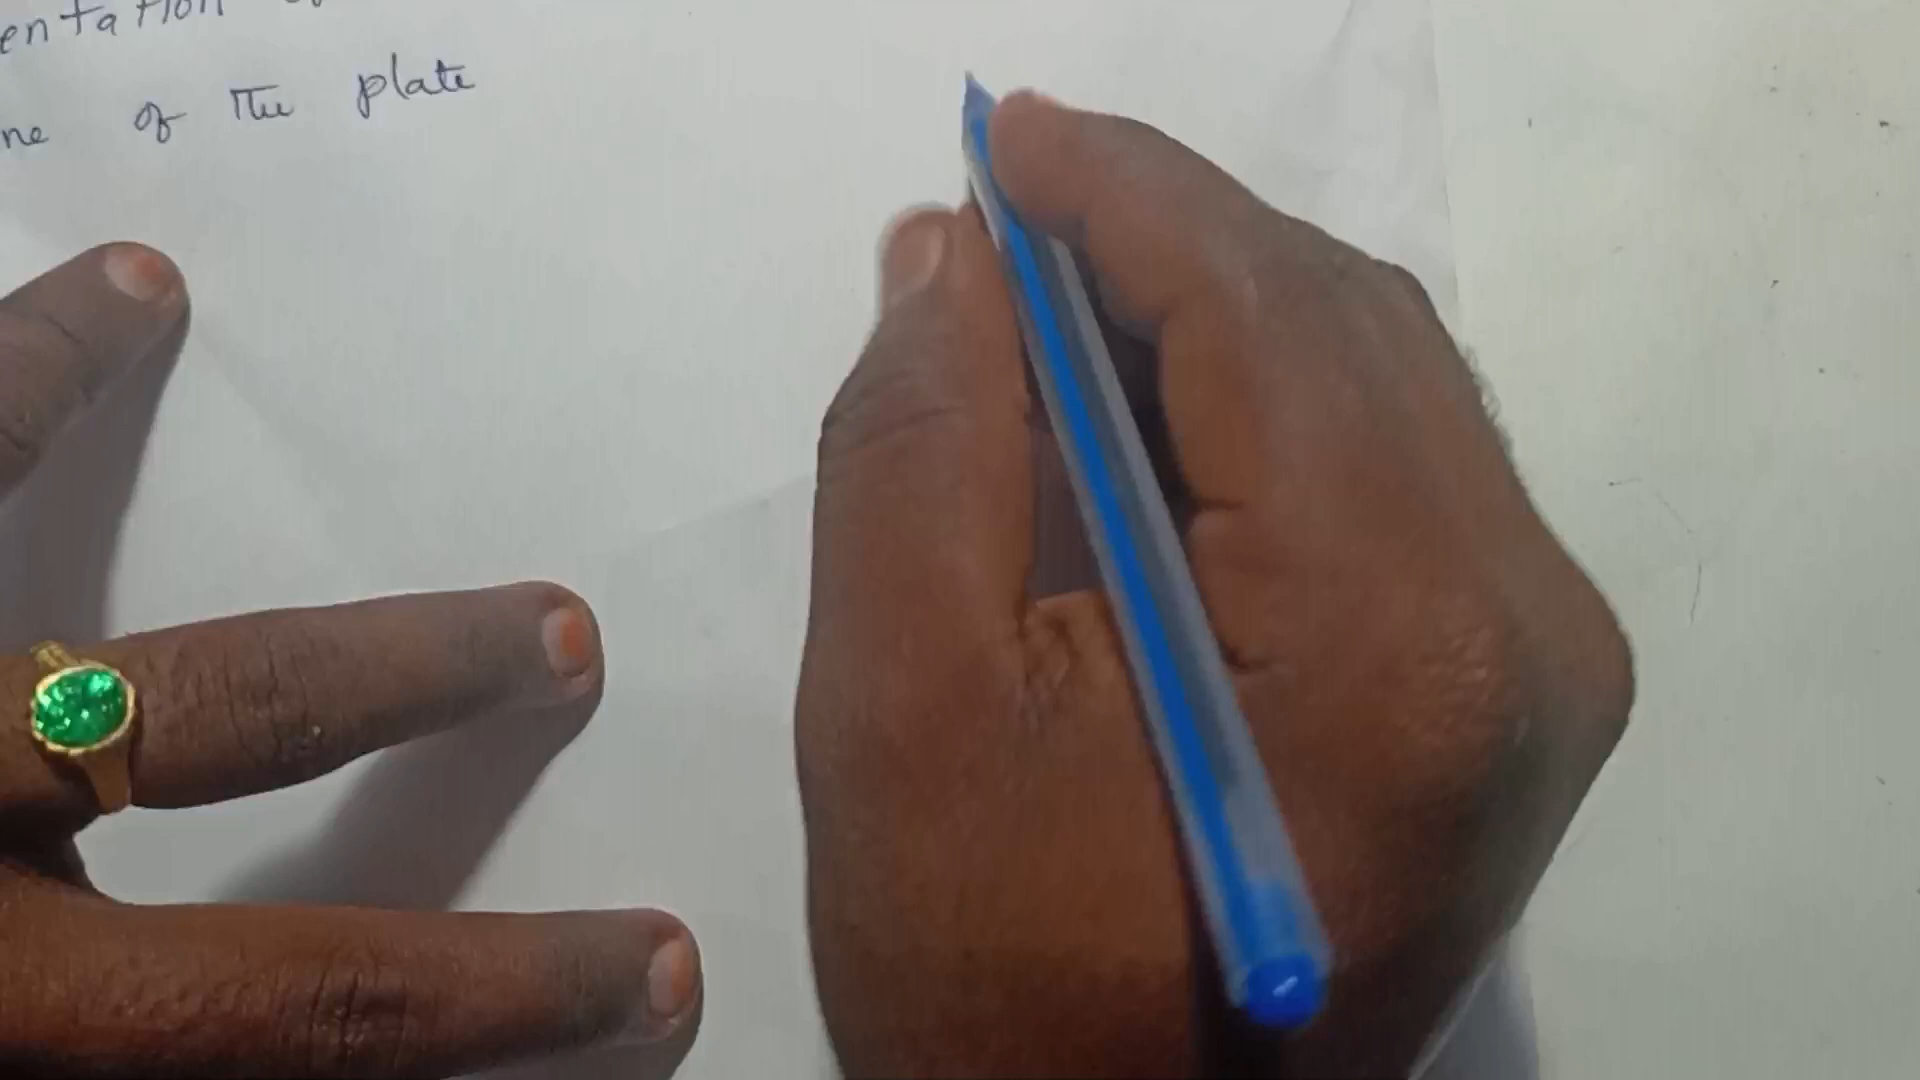 entation
ne of the plate